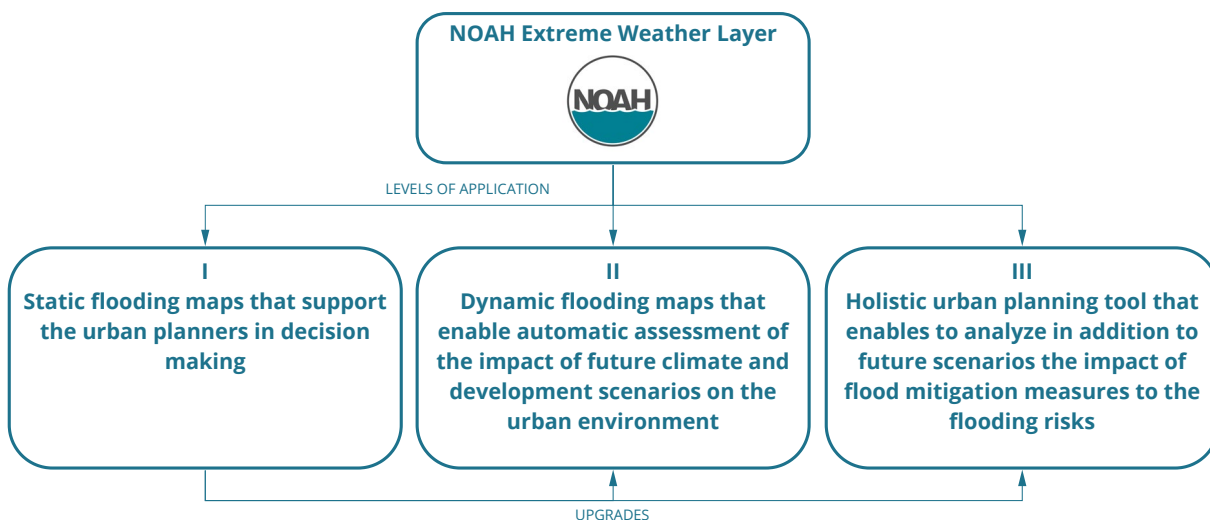 NOAH Extreme Weather Layer
NOAH
LEVELS OF APPLICATION
I
Static flooding maps that support
the urban planners in decision
making
II
Dynamic flooding maps that
enable automatic assessment of
the impact of future climate and
development scenarios on the
urban environment
III
Holistic urban planning tool that
enables to analyze in addition to
future scenarios the impact of
flood mitigation measures to the
flooding risks
UPGRADES